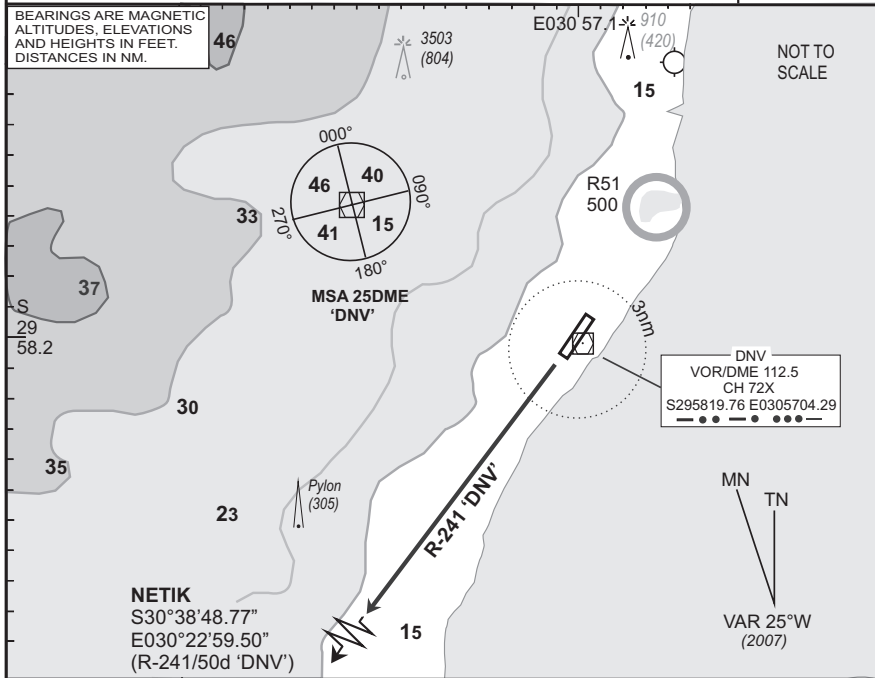 BEARINGS ARE MAGNETIC
ALTITUDES, ELEVATIONS
AND HEIGHTS IN FEET.
DISTANCES IN NM.
46
3503
(804)
E030 57.1
910
(420)
NOT TO
SCALE
15
000°
46
40
090°
270°
41
15
180°
MSA 25DME
‘DNV’
R51
500
33
37
S
29
58.2
3nm
DNV
VOR/DME 112.5
CH 72X
S295819.76 E0305704.29
30
35
23
Pylon
(305)
R-241 ‘DNV’
MN
TN
VAR 25°W
(2007)
NETIK
S30°38’48.77”
E030°22’59.50”
(R-241/50d ‘DNV’)
15